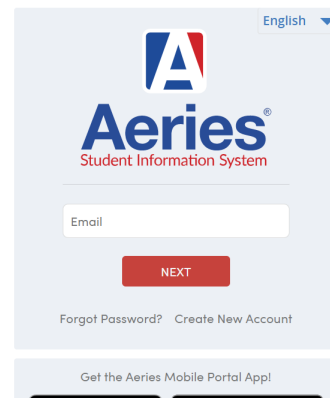 English
Aeries®
Student Information System
Email
NEXT
Forgot Password? Create New Account
Get the Aeries Mobile Portal App!